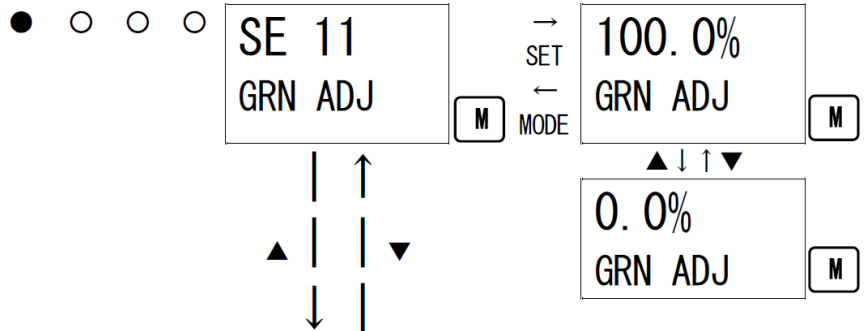 ● ○ ○ ○
SE 11
GRN ADJ
M
→
SET
←
MODE
100.0%
GRN ADJ
M
▲↓↑▼
0.0%
GRN ADJ
M
↑
▲ ▼
↓